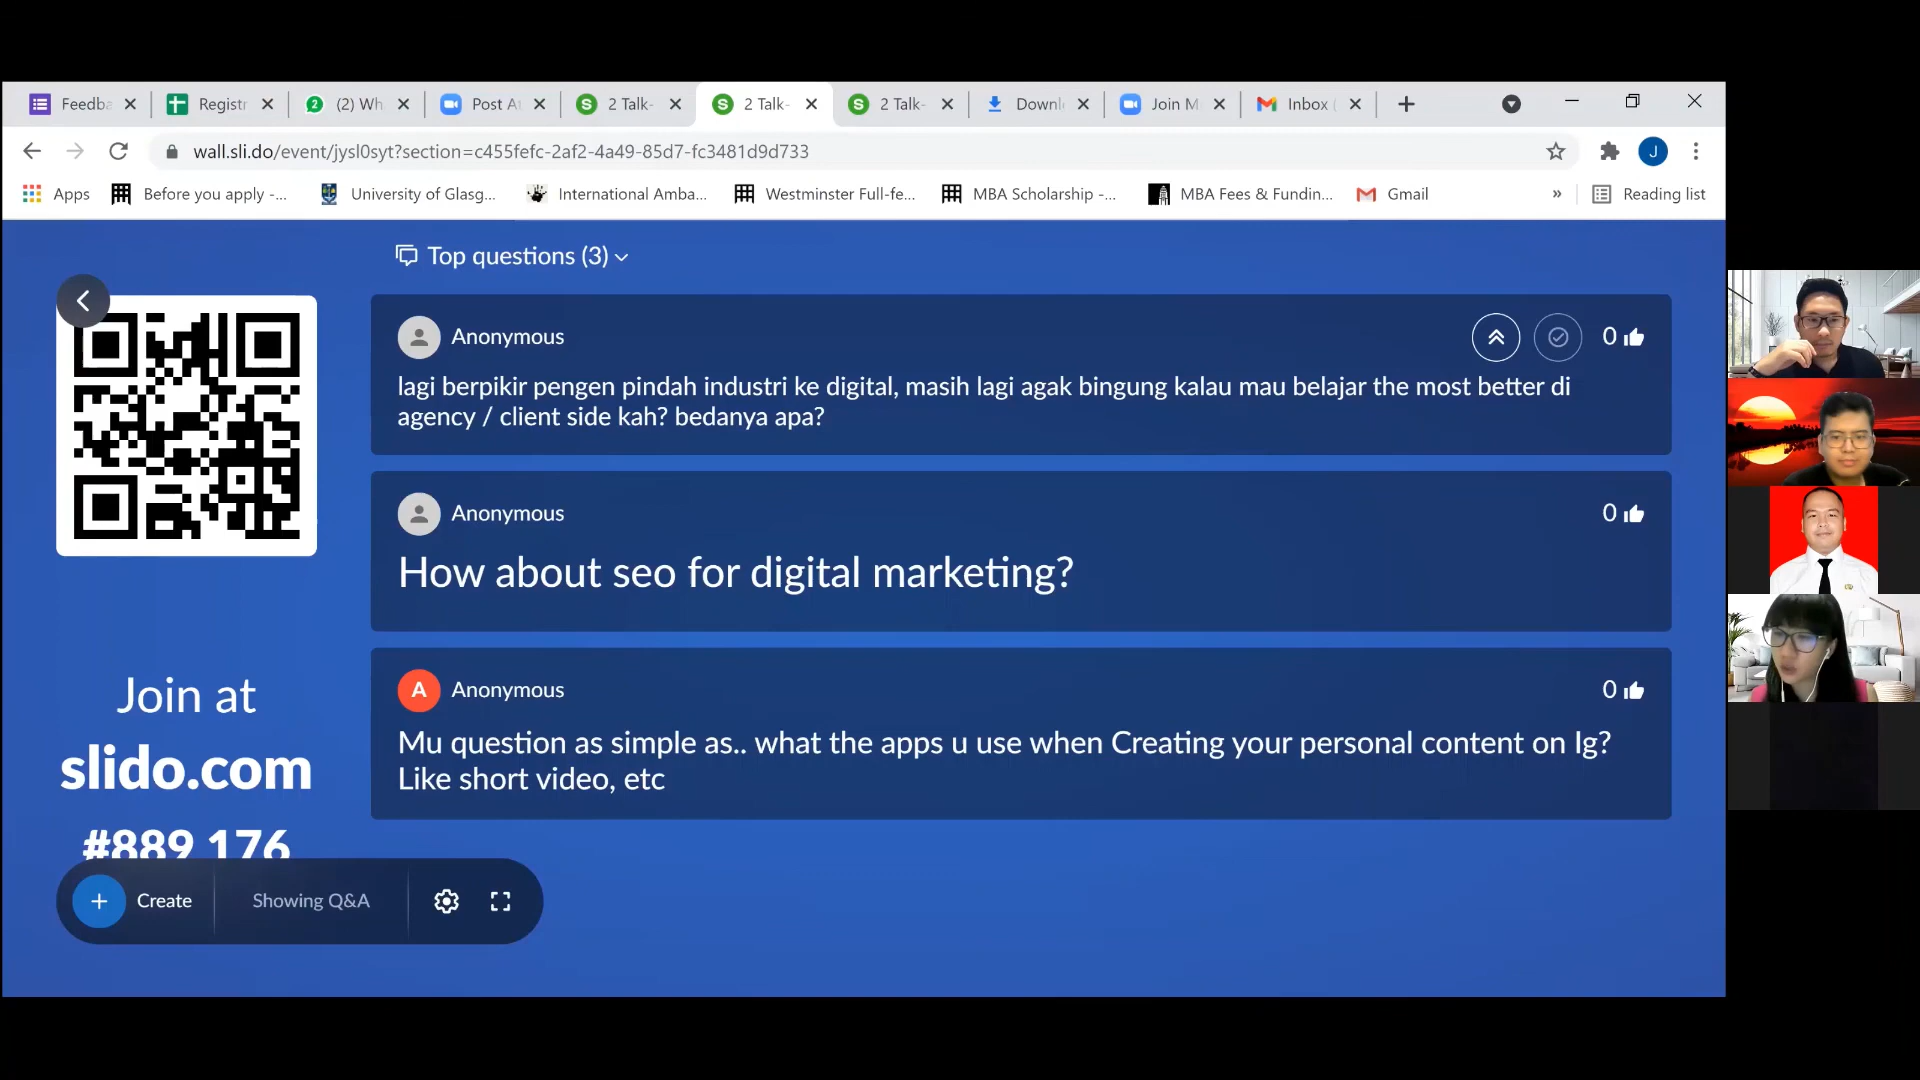 Feedba
Registr
(2) Wh
Post A
2 Talk-
2 Talk-
2 Talk-
Downl
Join M
Inbox (
J
wall.sli.do/event/jysl0syt?section=c455fefc-2af2-4a49-85d7-fc3481d9d733
Apps
Before you apply -...
University of Glasg...
International Amba...
Westminster Full-fe...
MBA Scholarship -...
MBA Fees & Fundin...
Gmail
»
Reading list
Top questions (3)
Anonymous
0
lagi berpikir pengen pindah industri ke digital, masih lagi agak bingung kalau mau belajar the most better di
agency / client side kah? bedanya apa?
Anonymous
0
How about seo for digital marketing?
A
Anonymous
0
Mu question as simple as.. what the apps u use when Creating your personal content on Ig?
Like short video, etc
Join at
slido.com
#889 176
Create
Showing Q&A